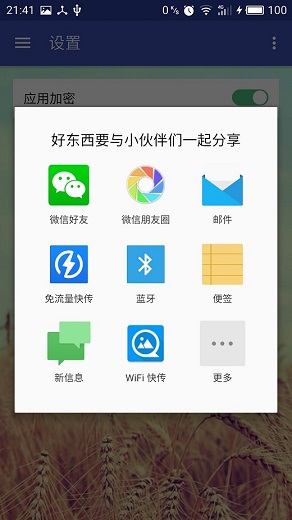 21:41
0%
4G
100
设置
应用加密
好东西要与小伙伴们一起分享
微信好友
微信朋友圈
邮件
免流量快传
蓝牙
便签
新信息
WiFi 快传
更多